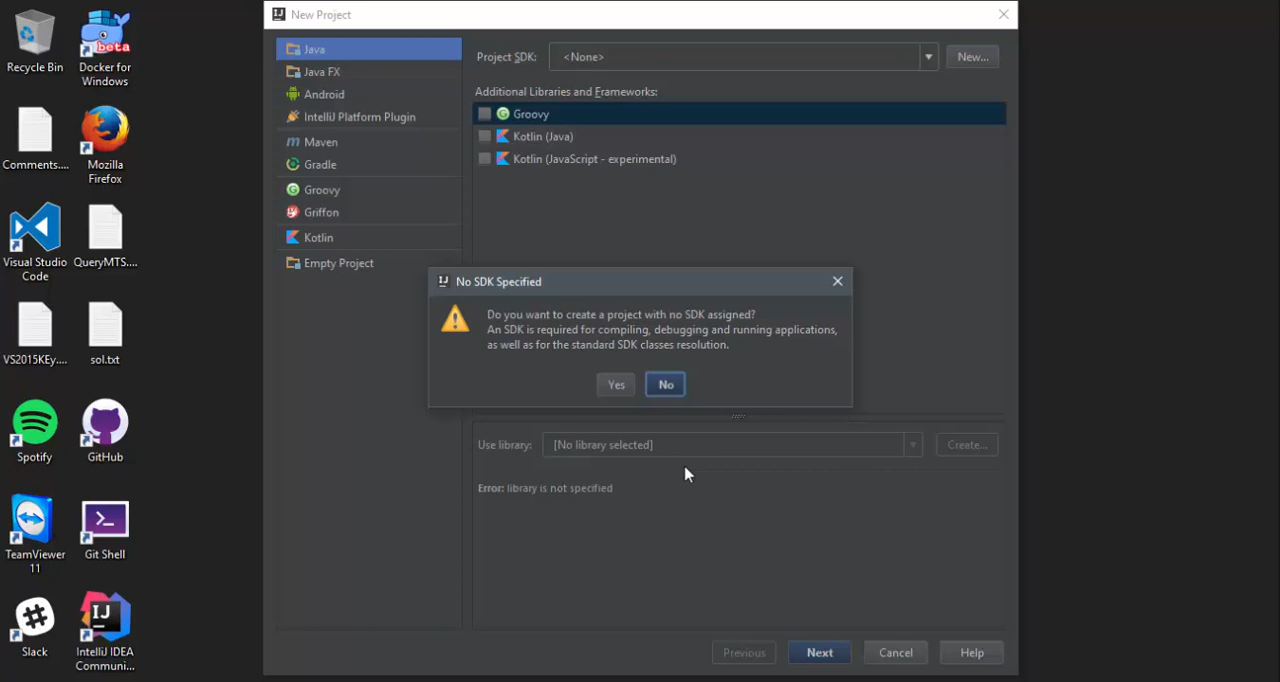 Recycle Bin
Docker for
Windows
beta
Comments....
Mozilla
Firefox
Visual Studio
Code
QueryMTS....
VS2015KEy....
sol.txt
Spotify
GitHub
TeamViewer
11
Git Shell
Slack
IntelliJ IDEA
Communi...
IJ
New Project
Java
Java FX
Android
IntelliJ Platform Plugin
Maven
Gradle
Groovy
Griffon
Kotlin
Empty Project
Project SDK: <None> New...
Additional Libraries and Frameworks:
Groovy
Kotlin (Java)
Kotlin (JavaScript - experimental)
No SDK Specified
Do you want to create a project with no SDK assigned?
An SDK is required for compiling, debugging and running applications,
as well as for the standard SDK classes resolution.
Yes No
Use library: [No library selected] Create...
Error: library is not specified
Previous Next Cancel Help